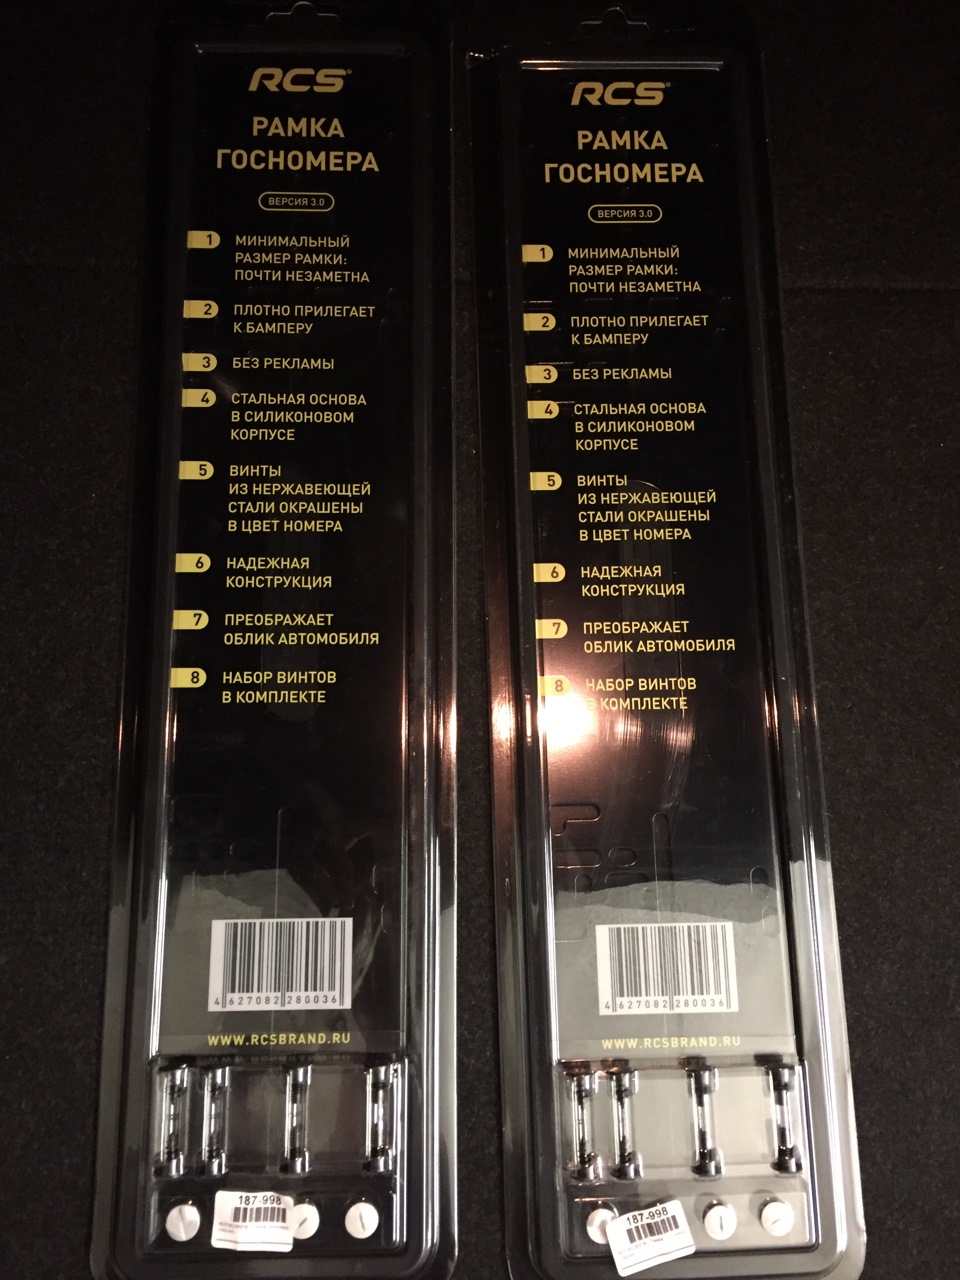 RCS
РАМКА
ГОСНОМЕРА
ВЕРСИЯ 3.0
1 МИНИМАЛЬНЫЙ
РАЗМЕР РАМКИ:
ПОЧТИ НЕЗАМЕТНА
2 ПЛОТНО ПРИЛЕГАЕТ
К БАМПЕРУ
3 БЕЗ РЕКЛАМЫ
4 СТАЛЬНАЯ ОСНОВА
В СИЛИКОНОВОМ
КОРПУСЕ
5 ВИНТЫ
ИЗ НЕРЖАВЕЮЩЕЙ
СТАЛИ ОКРАШЕНЫ
В ЦВЕТ НОМЕРА
6 НАДЕЖНАЯ
КОНСТРУКЦИЯ
7 ПРЕОБРАЖАЕТ
ОБЛИК АВТОМОБИЛЯ
8 НАБОР ВИНТОВ
В КОМПЛЕКТЕ
4 627082 280036
WWW.RCSBRAND.RU
187-998
RCS
РАМКА
ГОСНОМЕРА
ВЕРСИЯ 3.0
1 МИНИМАЛЬНЫЙ
РАЗМЕР РАМКИ:
ПОЧТИ НЕЗАМЕТНА
2 ПЛОТНО ПРИЛЕГАЕТ
К БАМПЕРУ
3 БЕЗ РЕКЛАМЫ
4 СТАЛЬНАЯ ОСНОВА
В СИЛИКОНОВОМ
КОРПУСЕ
5 ВИНТЫ
ИЗ НЕРЖАВЕЮЩЕЙ
СТАЛИ ОКРАШЕНЫ
В ЦВЕТ НОМЕРА
6 НАДЕЖНАЯ
КОНСТРУКЦИЯ
7 ПРЕОБРАЖАЕТ
ОБЛИК АВТОМОБИЛЯ
8 НАБОР ВИНТОВ
В КОМПЛЕКТЕ
4 627082 280036
WWW.RCSBRAND.RU
187-998